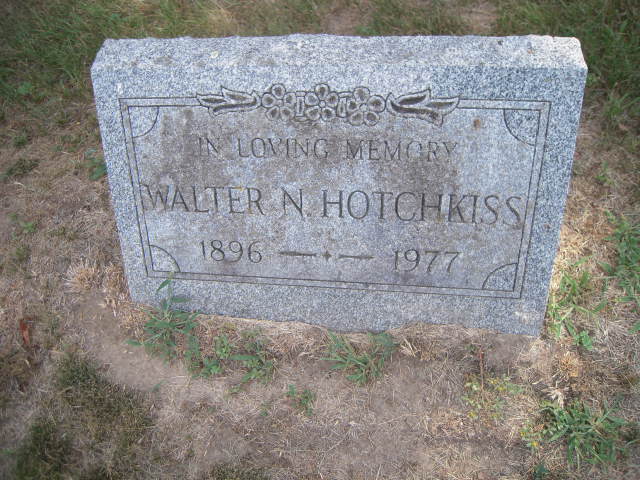 IN LOVING MEMORY
WALTER N. HOTCHKISS
1896 — 1977